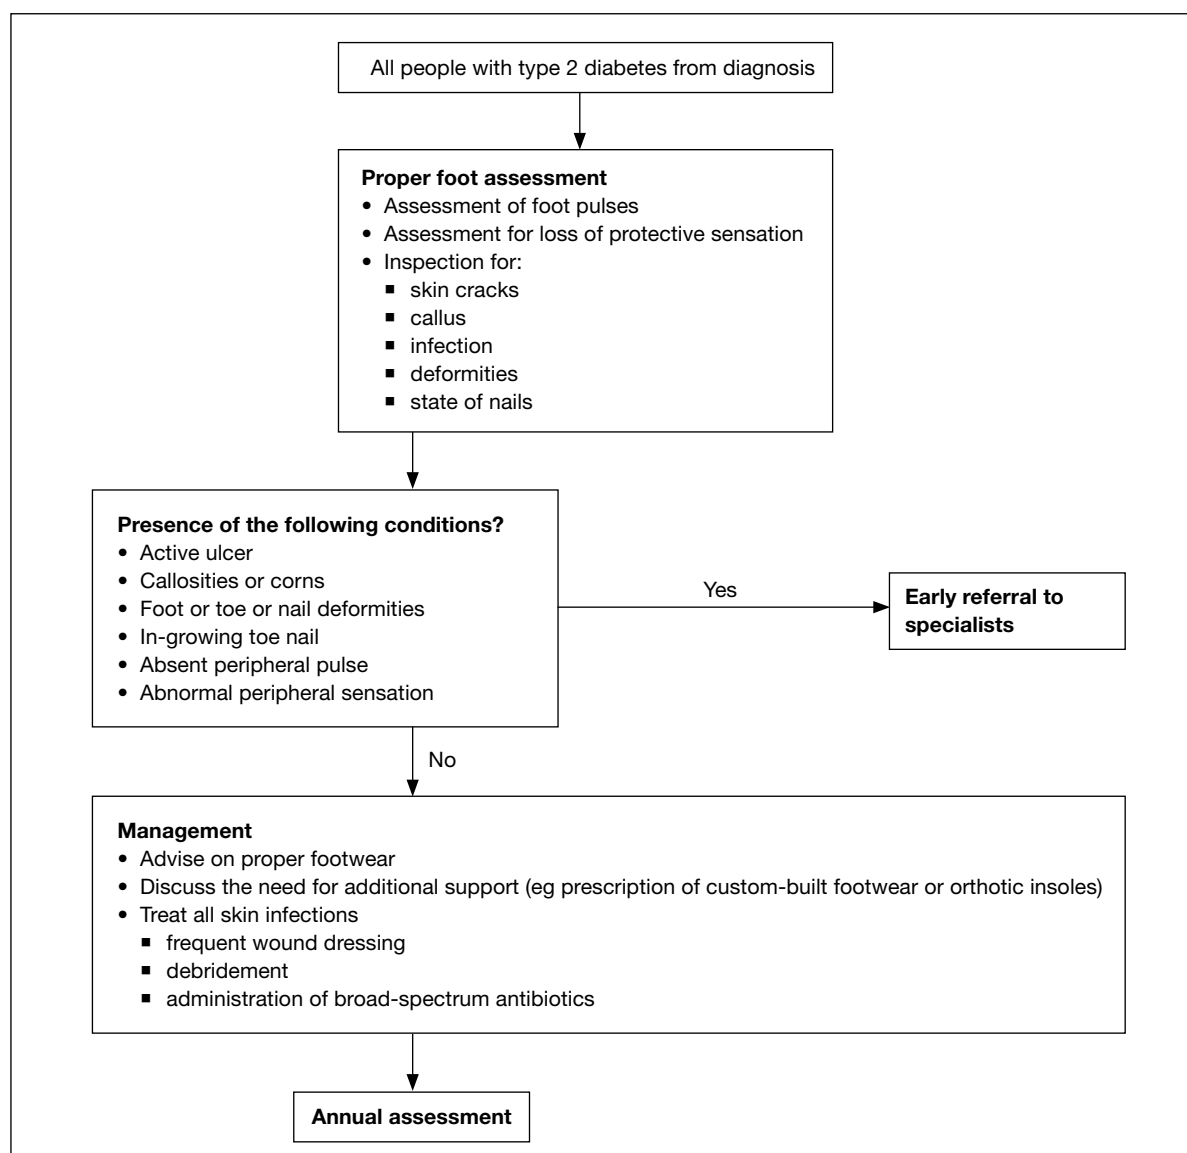 All people with type 2 diabetes from diagnosis
Proper foot assessment
• Assessment of foot pulses
• Assessment for loss of protective sensation
• Inspection for:
▪ skin cracks
▪ callus
▪ infection
▪ deformities
▪ state of nails
Presence of the following conditions?
• Active ulcer
• Callosities or corns
• Foot or toe or nail deformities
• In-growing toe nail
• Absent peripheral pulse
• Abnormal peripheral sensation
Yes
Early referral to
specialists
No
Management
• Advise on proper footwear
• Discuss the need for additional support (eg prescription of custom-built footwear or orthotic insoles)
• Treat all skin infections
▪ frequent wound dressing
▪ debridement
▪ administration of broad-spectrum antibiotics
Annual assessment